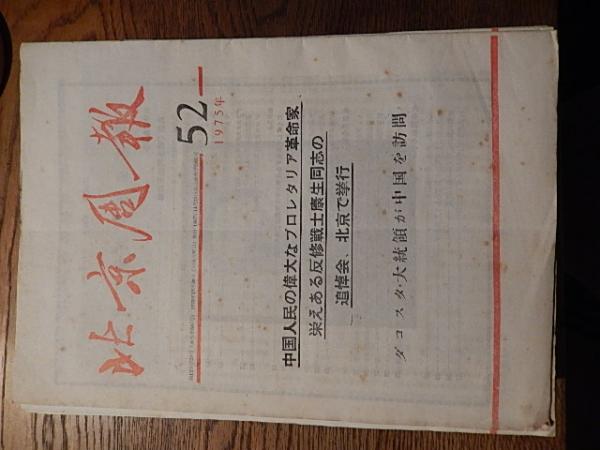 北京周報
52
1975年
中国人民の偉大なプロレタリア革命家、
栄えある反修戦士康生同志の
追悼会、北京で挙行
ダコスタ・大統領が中国を訪問